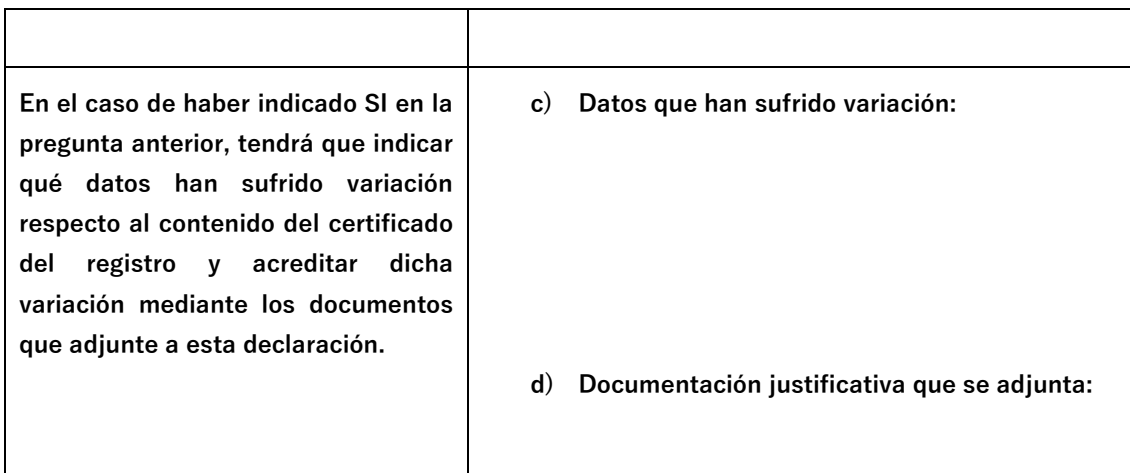 En el caso de haber indicado SI en la
pregunta anterior, tendrá que indicar
qué datos han sufrido variación
respecto al contenido del certificado
del registro y acreditar dicha
variación mediante los documentos
que adjunte a esta declaración.
c) Datos que han sufrido variación:
d) Documentación justificativa que se adjunta: